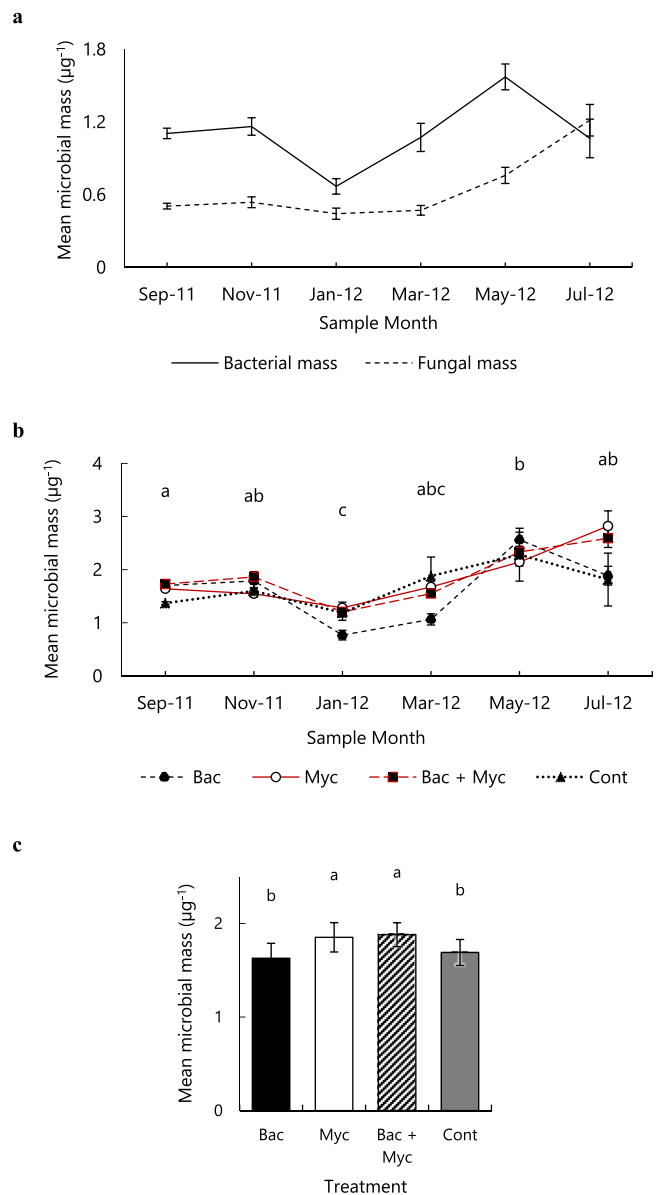 a
Mean microbial mass (µg⁻¹)
1.8
1.2
0.6
0
Sep-11 Nov-11 Jan-12 Mar-12 May-12 Jul-12
Sample Month
Bacterial mass Fungal mass
b
Mean microbial mass (µg⁻¹)
4
3
2
1
0
a ab c abc b ab
Sep-11 Nov-11 Jan-12 Mar-12 May-12 Jul-12
Sample Month
Bac Myc Bac + Myc Cont
c
Mean microbial mass (µg⁻¹)
2
1
0
b a a b
Bac Myc Bac + Cont
Myc
Treatment